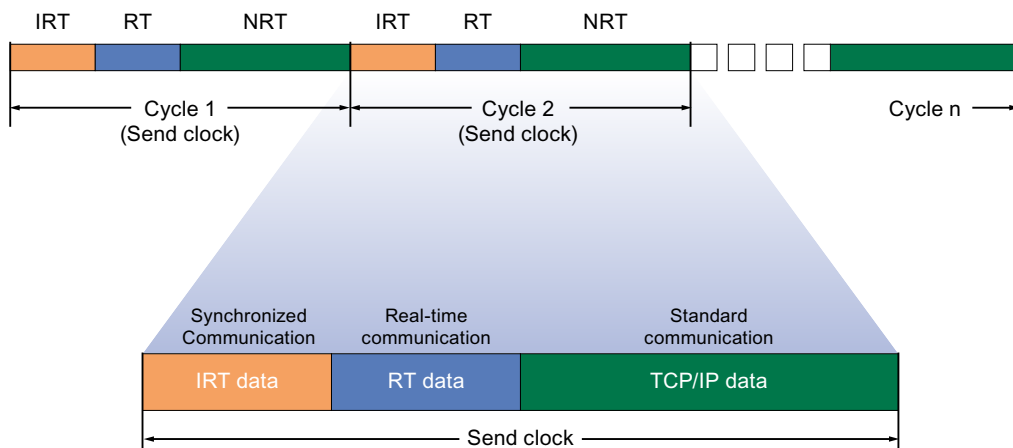 IRT RT NRT IRT RT NRT
Cycle 1
(Send clock)
Cycle 2
(Send clock)
Cycle n
Synchronized
Communication
Real-time
communication
Standard
communication
IRT data
RT data
TCP/IP data
Send clock